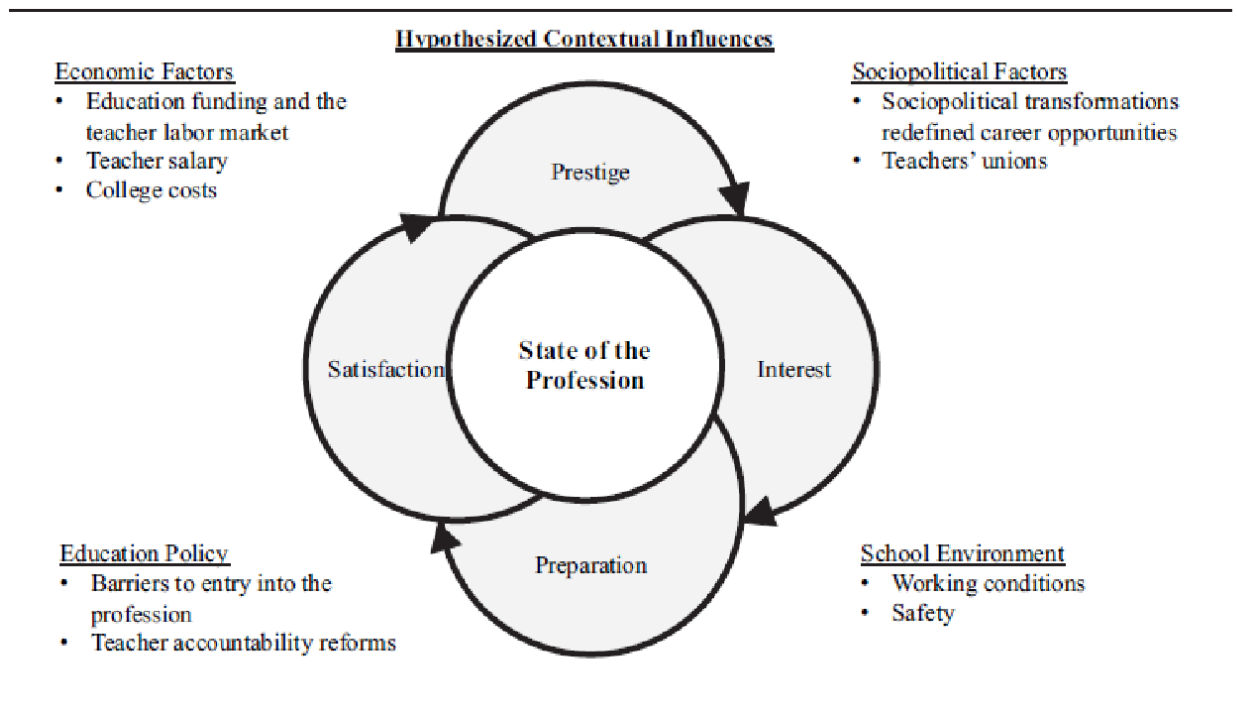 Hypothesized Contextual Influences
Economic Factors
• Education funding and the
teacher labor market
• Teacher salary
• College costs
Sociopolitical Factors
• Sociopolitical transformations
redefined career opportunities
• Teachers’ unions
Prestige
Satisfaction
State of the
Profession
Interest
Preparation
Education Policy
• Barriers to entry into the
profession
• Teacher accountability reforms
School Environment
• Working conditions
• Safety